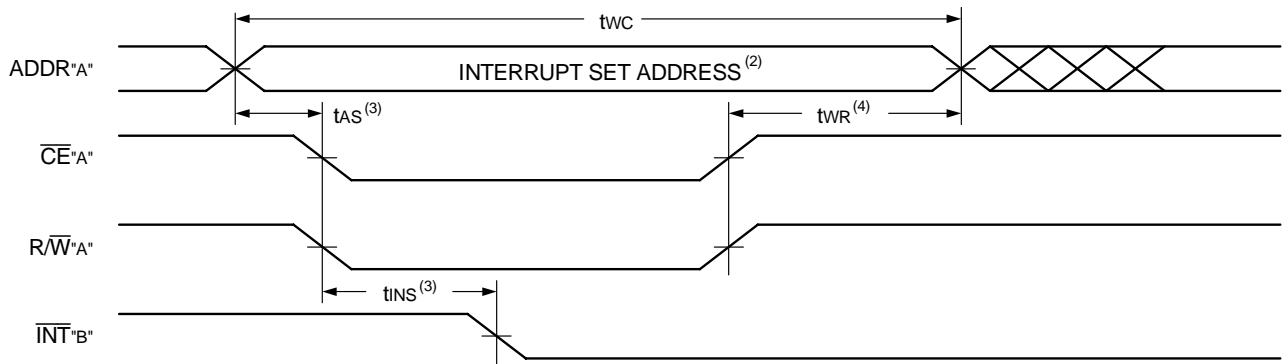 tWC
ADDR"A"
INTERRUPT SET ADDRESS(2)
tAS(3)
tWR(4)
CE"A"
R/W"A"
tINS(3)
INT"B"